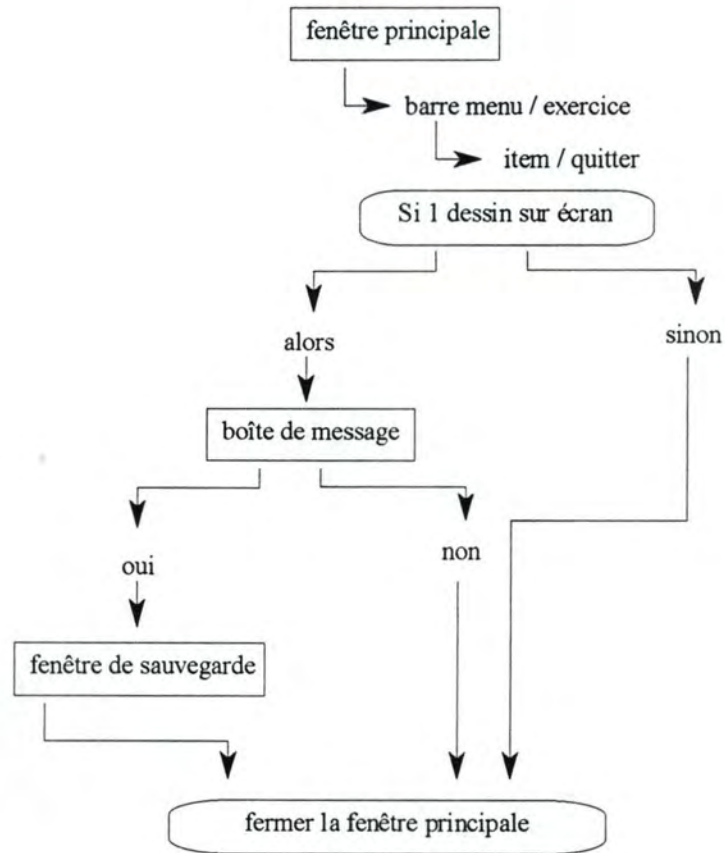 fenêtre principale
barre menu / exercice
item / quitter
Si 1 dessin sur écran
alors
sinon
boîte de message
oui
non
fenêtre de sauvegarde
fermer la fenêtre principale